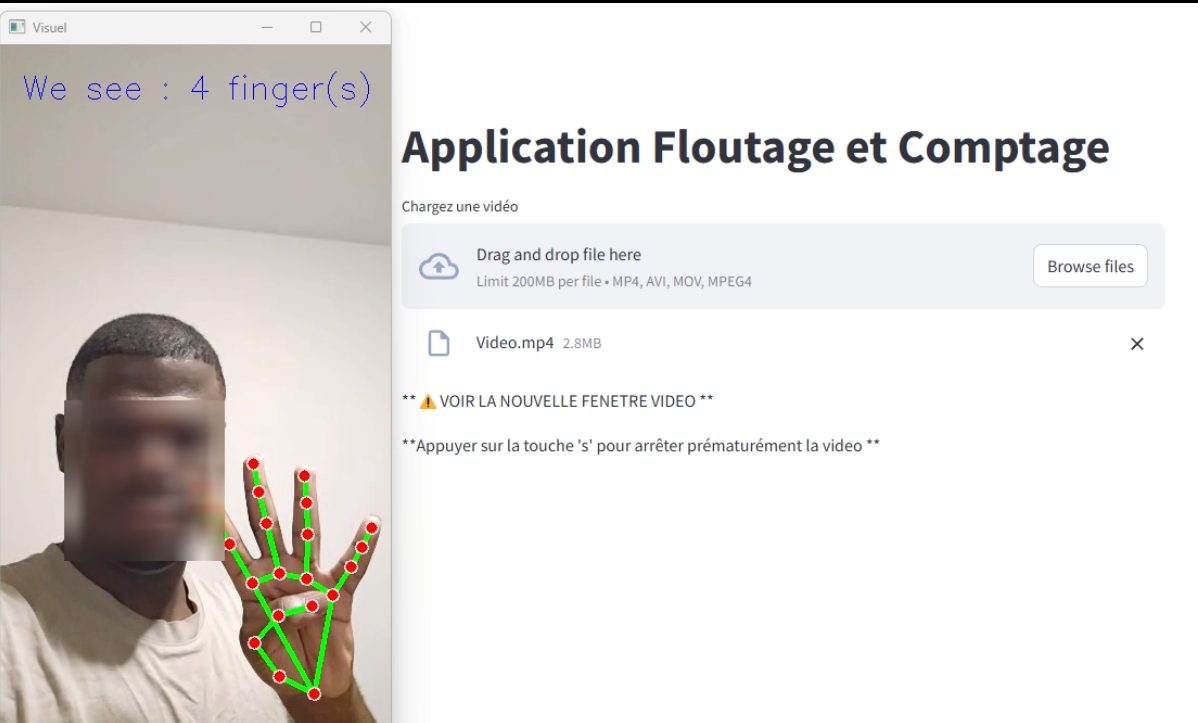 Visuel
We see : 4 finger(s)
Application Floutage et Comptage
Chargez une vidéo
Drag and drop file here
Limit 200MB per file • MP4, AVI, MOV, MPEG4
Browse files
Video.mp4 2.8MB
** ⚠️ VOIR LA NOUVELLE FENETRE VIDEO **
**Appuyer sur la touche 's' pour arrêter prématurément la video **